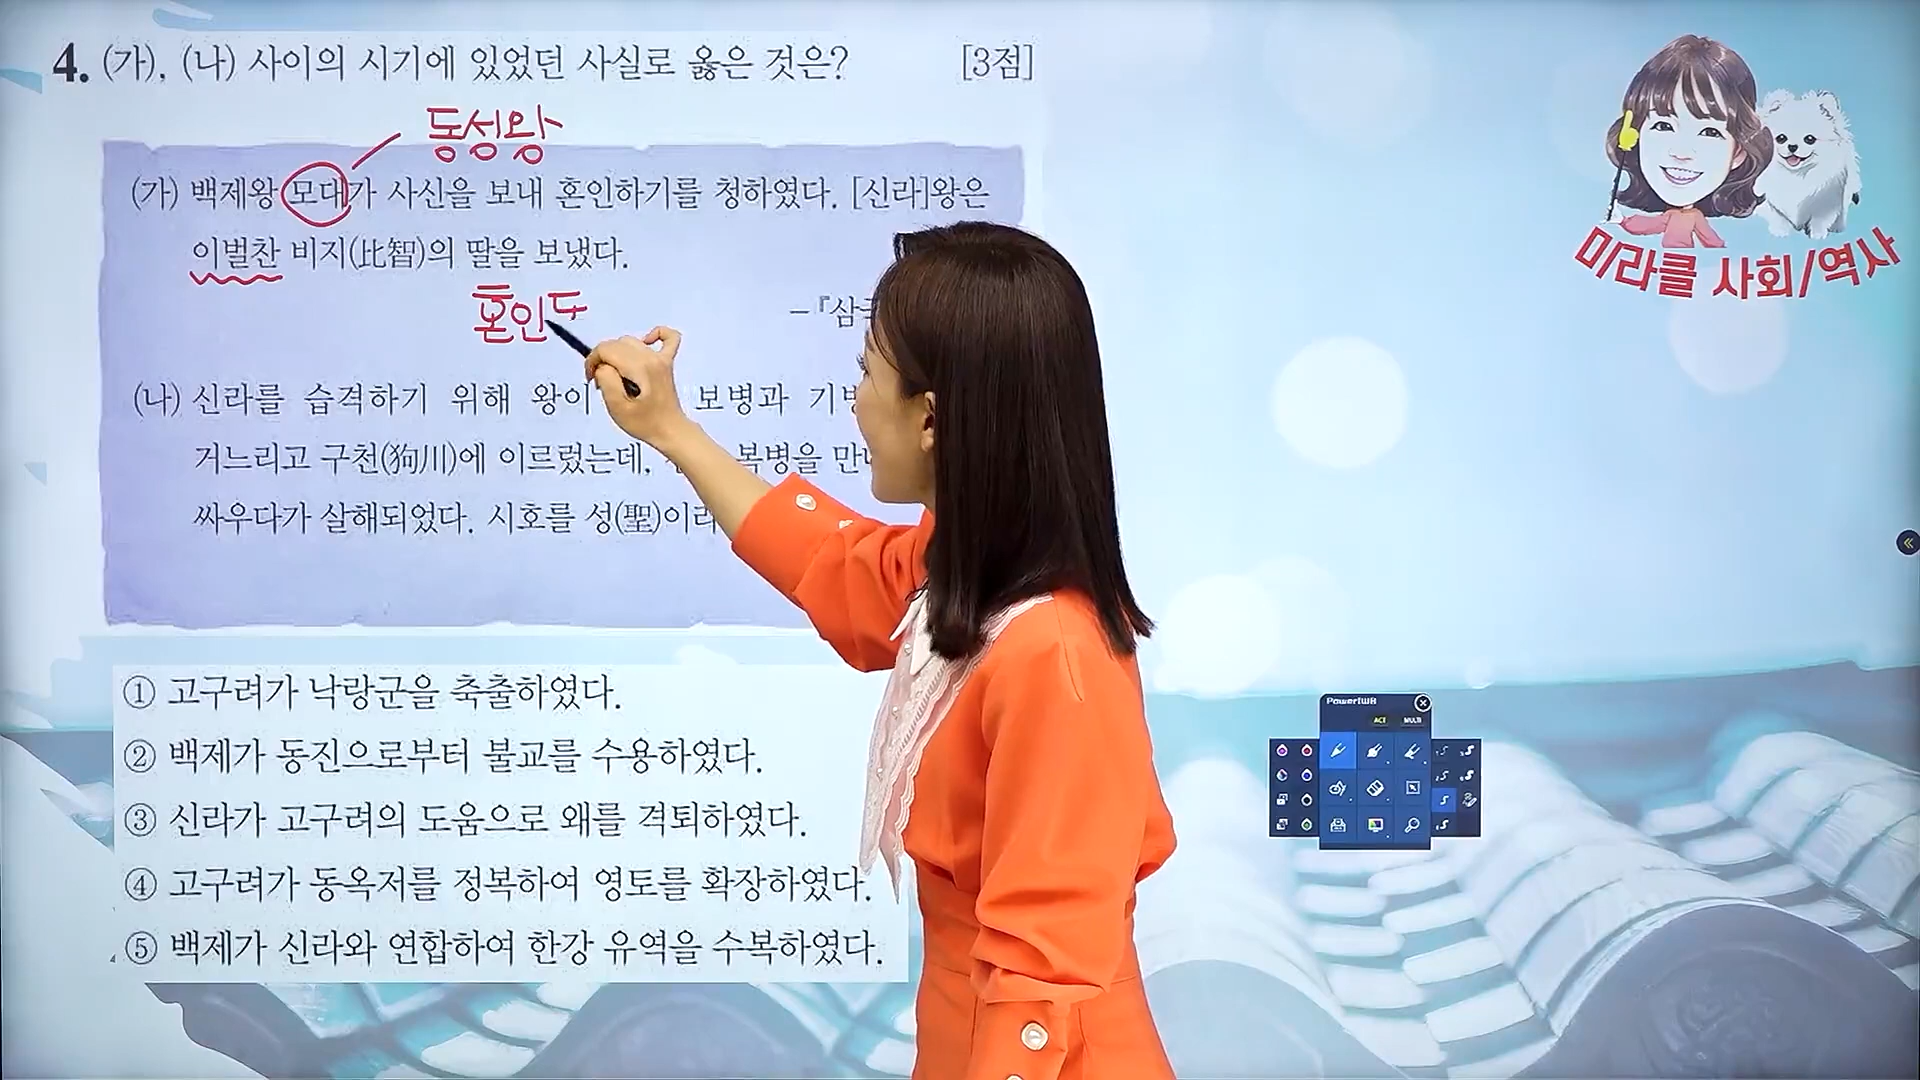 4. (가), (나) 사이의 시기에 있었던 사실로 옳은 것은? [3점]
동성왕
(가) 백제왕 모대가 사신을 보내 혼인하기를 청하였다. [신라]왕은
이벌찬 비지(比智)의 딸을 보냈다.
혼인
-『삼국
(나) 신라를 습격하기 위해 왕이 보병과
거느리고 구천(狗川)에 이르렀는데, 복병을
싸우다가 살해되었다. 시호를 성(聖)이라
① 고구려가 낙랑군을 축출하였다.
② 백제가 동진으로부터 불교를 수용하였다.
③ 신라가 고구려의 도움으로 왜를 격퇴하였다.
④ 고구려가 동옥저를 정복하여 영토를 확장하였다.
⑤ 백제가 신라와 연합하여 한강 유역을 수복하였다.
미라클 사회/역사
PowerIWB
ACT MULTI